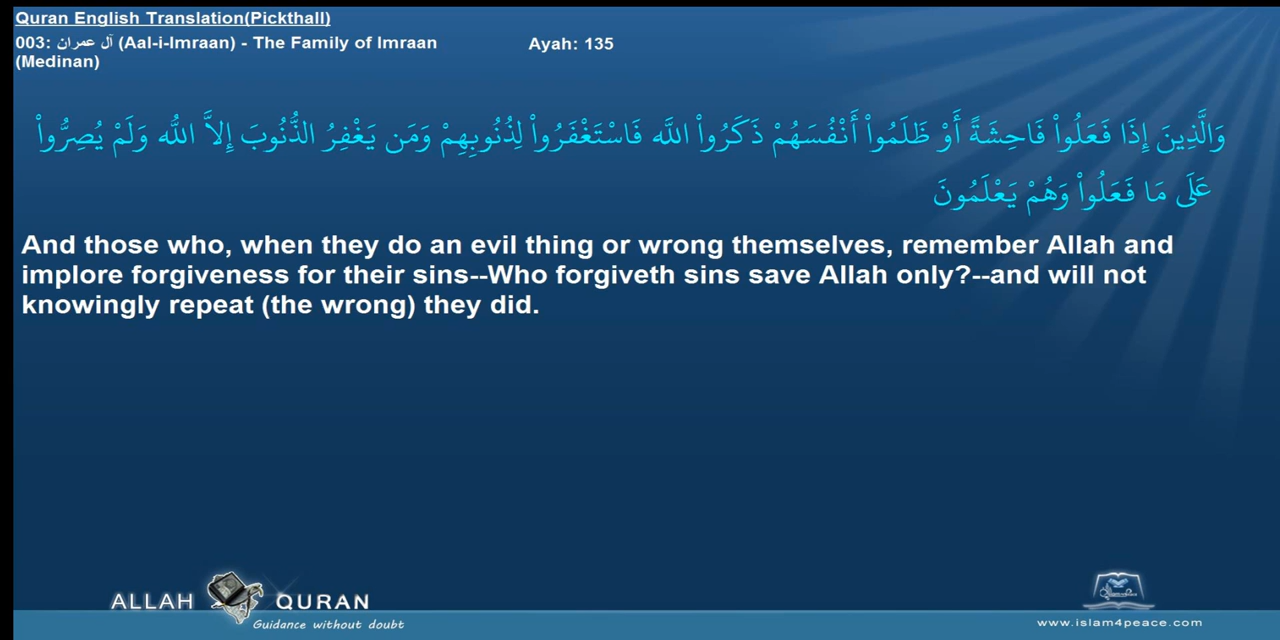 Quran English Translation(Pickthall)
003: آل عمران (Aal-i-Imraan) - The Family of Imraan
(Medinan)
Ayah: 135
وَالَّذِينَ إِذَا فَعَلُواْ فَاحِشَةً أَوْ ظَلَمُواْ أَنْفُسَهُمْ ذَكَرُواْ اللّه فَاسْتَغْفَرُواْ لِذُنُوبِهِمْ وَمَن يَغْفِرُ الذُّنُوبَ إِلاَّ اللّه وَلَمْ يُصِرُّواْ
عَلَى مَا فَعَلُواْ وَهُمْ يَعْلَمُونَ
And those who, when they do an evil thing or wrong themselves, remember Allah and
implore forgiveness for their sins--Who forgiveth sins save Allah only?--and will not
knowingly repeat (the wrong) they did.
ALLAH QURAN
Guidance without doubt
www.islam4peace.com